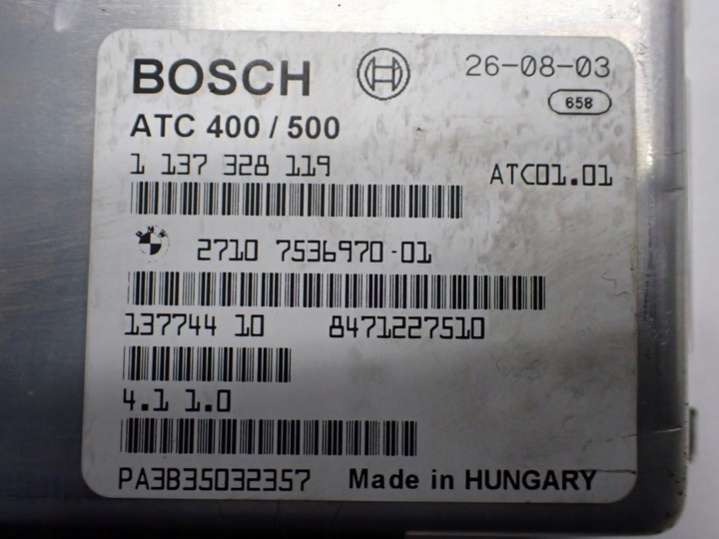 BOSCH 26-08-03
658
ATC 400 / 500
1 137 328 119 ATC01.01
2710 7536970-01
137744 10 8471227510
4.1 1.0
PA3B35032357 Made in HUNGARY